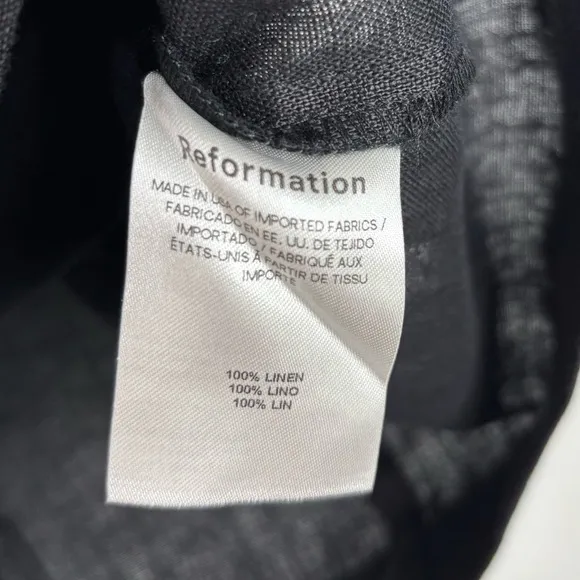 Reformation
MADE IN USA OF IMPORTED FABRICS /
FABRICADO EN EE. UU. DE TEJIDO
IMPORTADO / FABRIQUÉ AUX
ÉTATS-UNIS À PARTIR DE TISSU
IMPORTE
100% LINEN
100% LINO
100% LIN